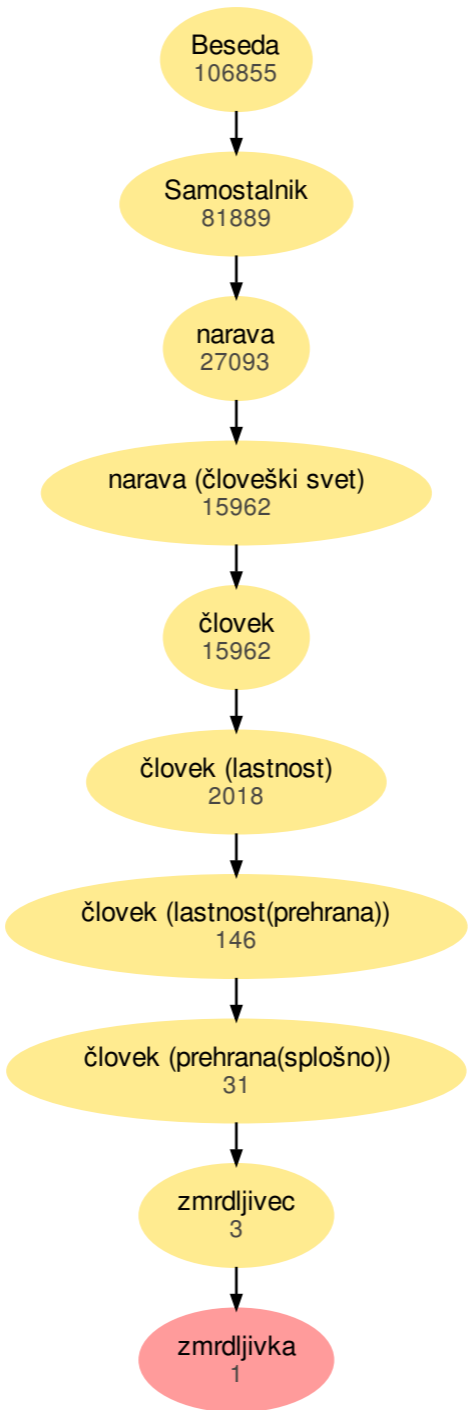 Beseda
106855
Samostalnik
81889
narava
27093
narava (človeški svet)
15962
človek
15962
človek (lastnost)
2018
človek (lastnost(prehrana))
146
človek (prehrana(splošno))
31
zmrdljivec
3
zmrdljivka
1